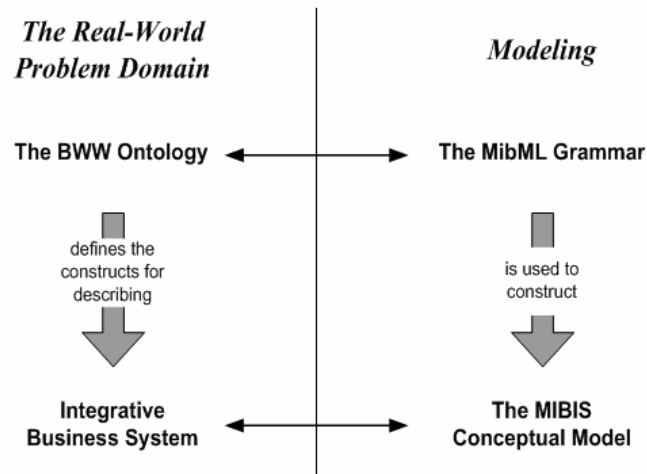 The Real-World
Problem Domain
Modeling
The BWW Ontology
The MibML Grammar
defines the
constructs for
describing
is used to
construct
Integrative
Business System
The MIBIS
Conceptual Model